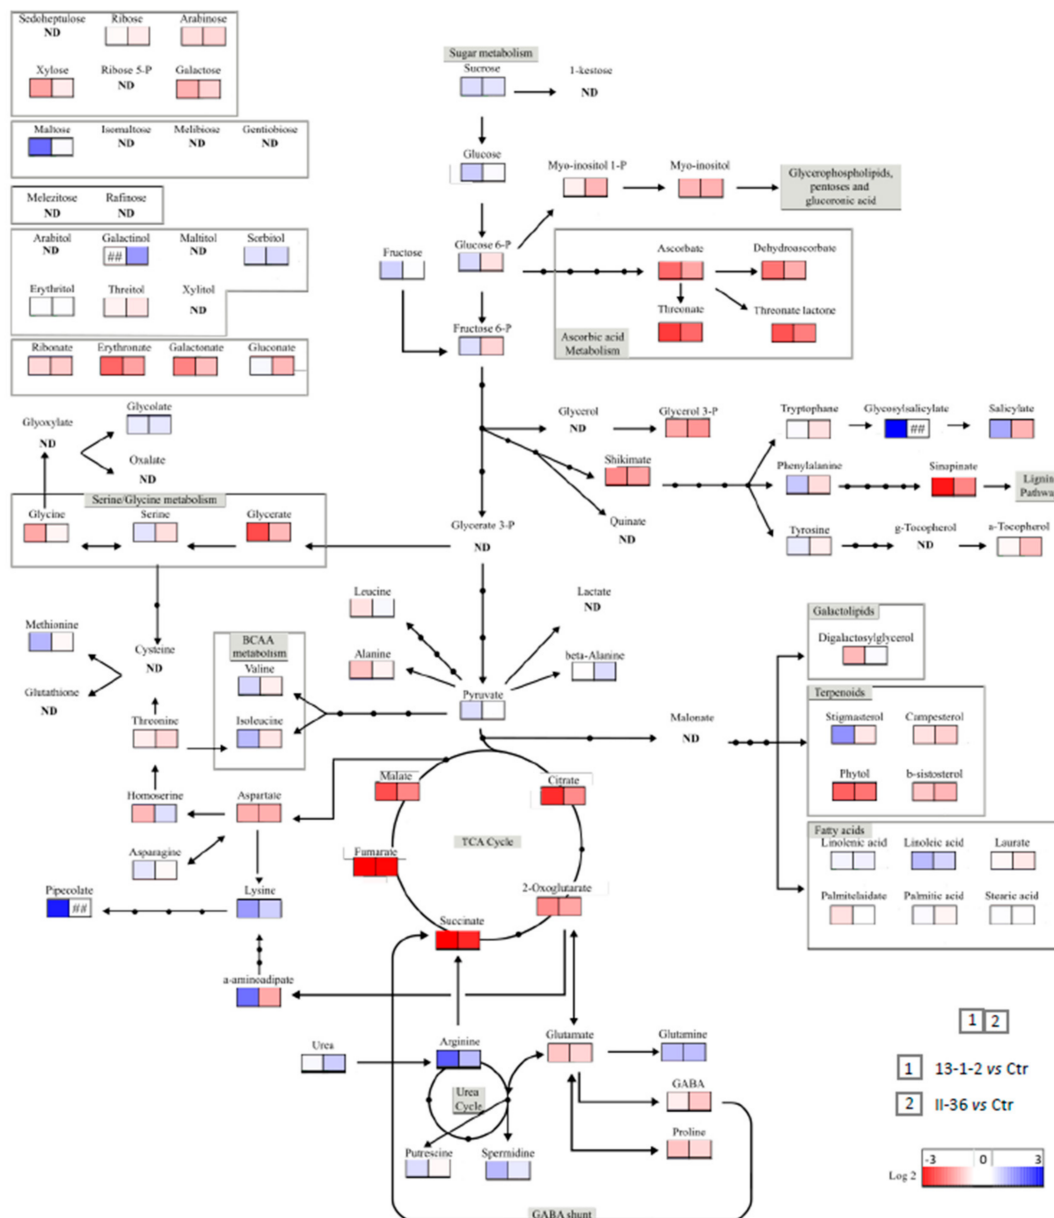 Sedoheptulose Ribose Arabinose
ND
Xylose Ribose 5-P Galactose
ND
Maltose Isomaltose Melibiose Gentiobiose
ND ND ND
Melezitose Rafinose
ND ND
Arabitol Galactinol Maltitol Sorbitol
ND ## ND
Erythritol Threitol Xylitol
ND
Ribonate Erythronate Galactonate Gluconate
Sugar metabolism
Sucrose 1-kestose
ND
Glucose
Myo-inositol 1-P Myo-inositol
Glycerophospholipids,
pentoses and
glucoronic acid
Fructose
Glucose 6-P
Ascorbate Dehydroascorbate
Threonate Threonate lactone
Ascorbic acid
Metabolism
Fructose 6-P
Glycolate
Glyoxylate
ND
Oxalate
ND
Serine/Glycine metabolism
Glycine Serine Glycerate
Glycerate 3-P
ND
Glycerol Glycerol 3-P
ND
Shikimate
Quinate
ND
Tryptophane Glycosylsalicylate Salicylate
##
Phenylalanine Sinapinate
Lignin
Pathwa
Tyrosine g-Tocopherol a-Tocopherol
ND
Methionine
Cysteine
ND
Glutathione
ND
BCAA
metabolism
Valine
Isoleucine
Threonine
Leucine
Alanine
Lactate
ND
beta-Alanine
Pyruvate
Malonate
ND
Galactolipids
Digalactosylglycerol
Terpenoids
Stigmasterol Campesterol
Phytol b-sistosterol
Fatty acids
Linolenic acid Linoleic acid Laurate
Palmitelaidate Palmitic acid Stearic acid
Homoserine Aspartate
Asparagine
Pipecolate Lysine
##
a-aminoadipate
Malate Citrate
TCA Cycle
Fumarate
2-Oxoglutarate
Succinate
Urea Arginine
Urea
Cycle
Putrescine Spermidine
Glutamate Glutamine
GABA
Proline
GABA shunt
1 2
1 13-1-2 vs Ctr
2 II-36 vs Ctr
-3 0 3
Log 2